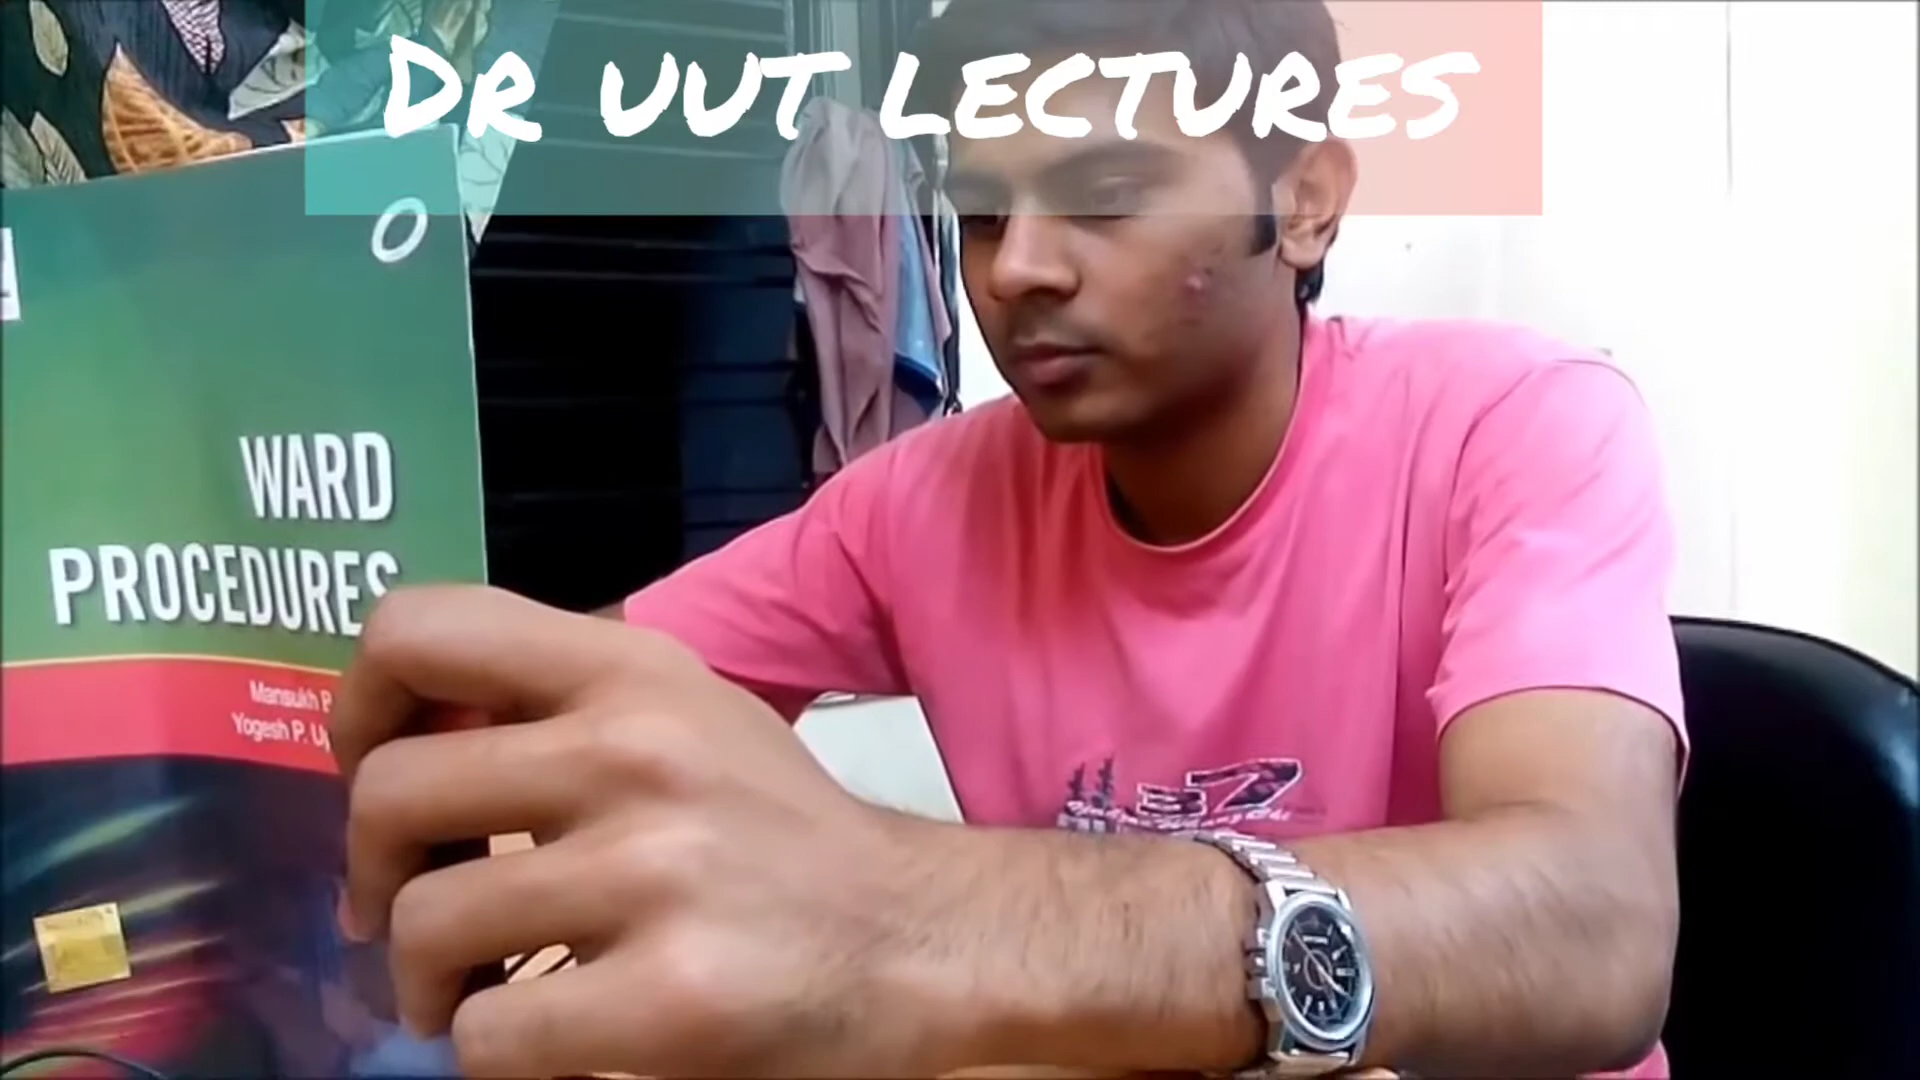 DR UUT LECTURES
WARD
PROCEDURES
Mansukh
Yogesh P.